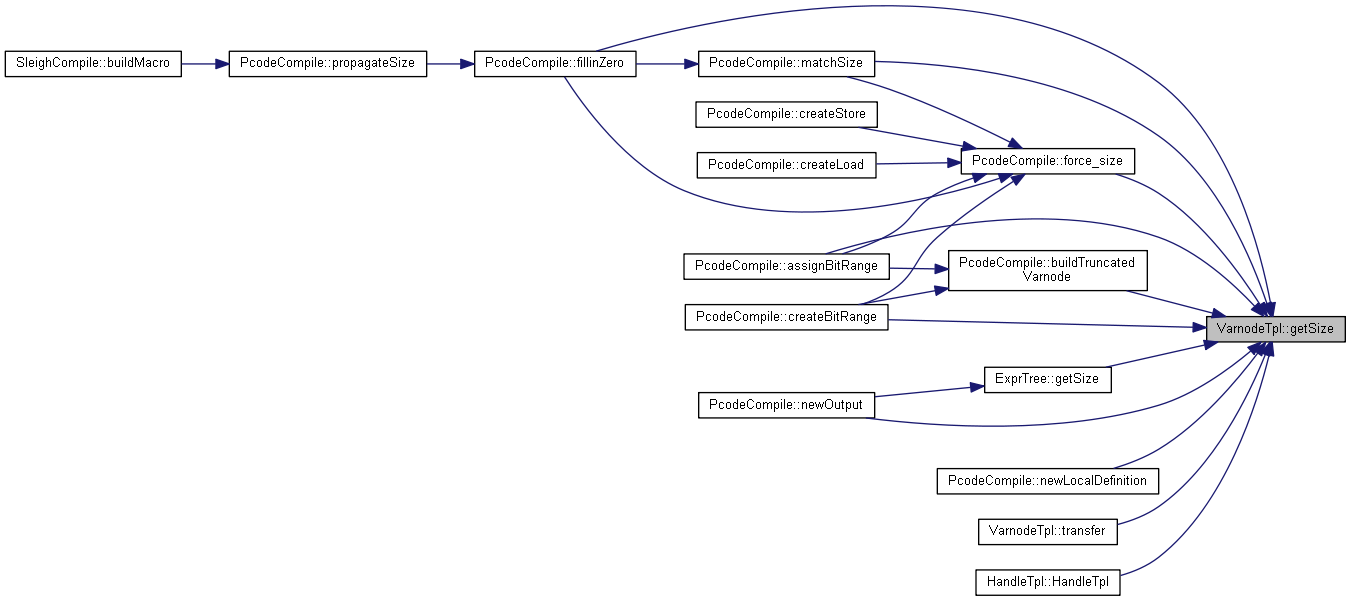 SleighCompile::buildMacro
PcodeCompile::propagateSize
PcodeCompile::fillinZero
PcodeCompile::matchSize
PcodeCompile::createStore
PcodeCompile::createLoad
PcodeCompile::force_size
PcodeCompile::assignBitRange
PcodeCompile::buildTruncated
Varnode
PcodeCompile::createBitRange
VarnodeTpl::getSize
ExprTree::getSize
PcodeCompile::newOutput
PcodeCompile::newLocalDefinition
VarnodeTpl::transfer
HandleTpl::HandleTpl